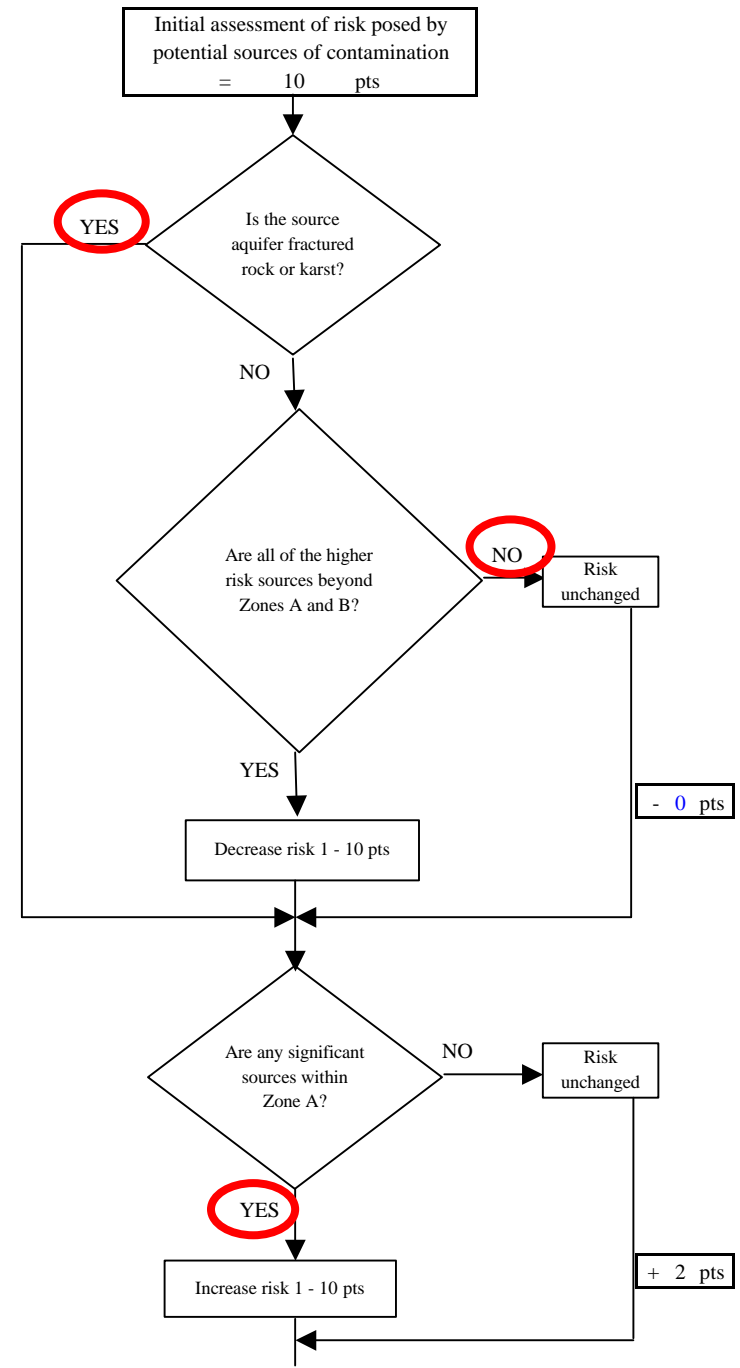 Initial assessment of risk posed by
potential sources of contamination
= 10 pts
YES
Is the source
aquifer fractured
rock or karst?
NO
Are all of the higher
risk sources beyond
Zones A and B?
NO
Risk
unchanged
YES
- 0 pts
Decrease risk 1 - 10 pts
Are any significant
sources within
Zone A?
NO
Risk
unchanged
YES
+ 2 pts
Increase risk 1 - 10 pts